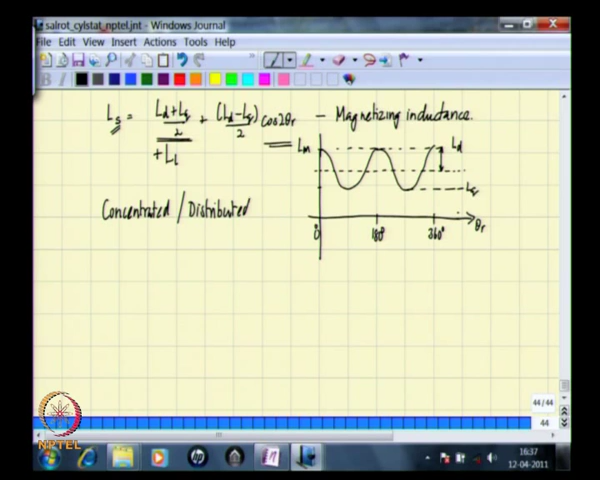 salrot_cylstat_nptel.jnt - Windows Journal
File Edit View Insert Actions Tools Help
B I
Ls = Ld+Lq/2 + (Ld-Lq)/2 cos2θr - Magnetizing inductance.
+Ll
Lm
Ld
Lq
Concentrated / Distributed
0 180° 360° θr
44/44
44
NPTEL
16:37
12-04-2011